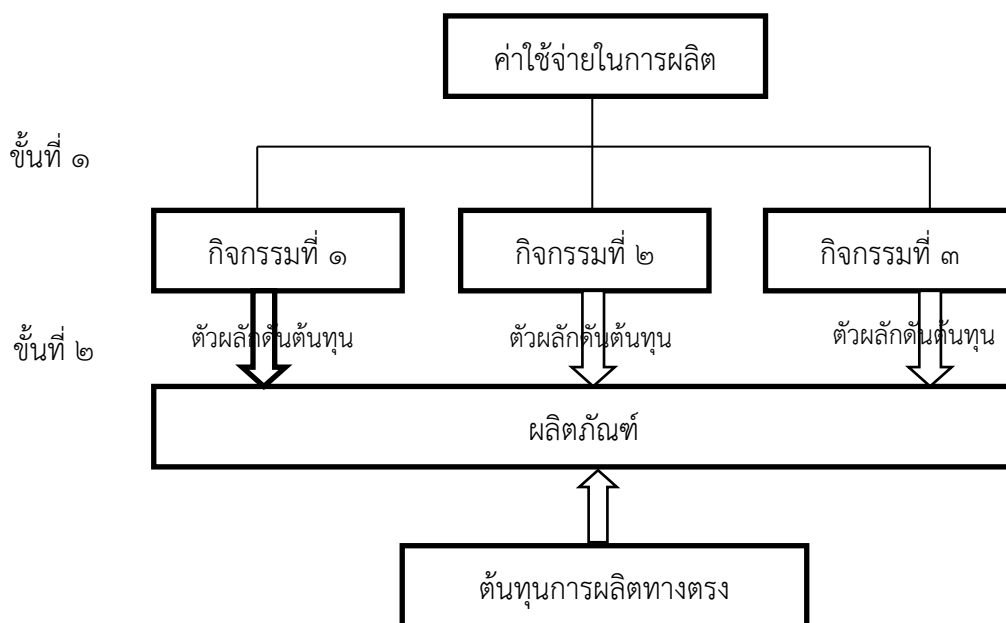 ค่าใช้จ่ายในการผลิต
ขั้นที่ ๑
กิจกรรมที่ ๑
กิจกรรมที่ ๒
กิจกรรมที่ ๓
ขั้นที่ ๒
ตัวผลักดันต้นทุน
ตัวผลักดันต้นทุน
ตัวผลักดันต้นทุน
ผลิตภัณฑ์
ต้นทุนการผลิตทางตรง